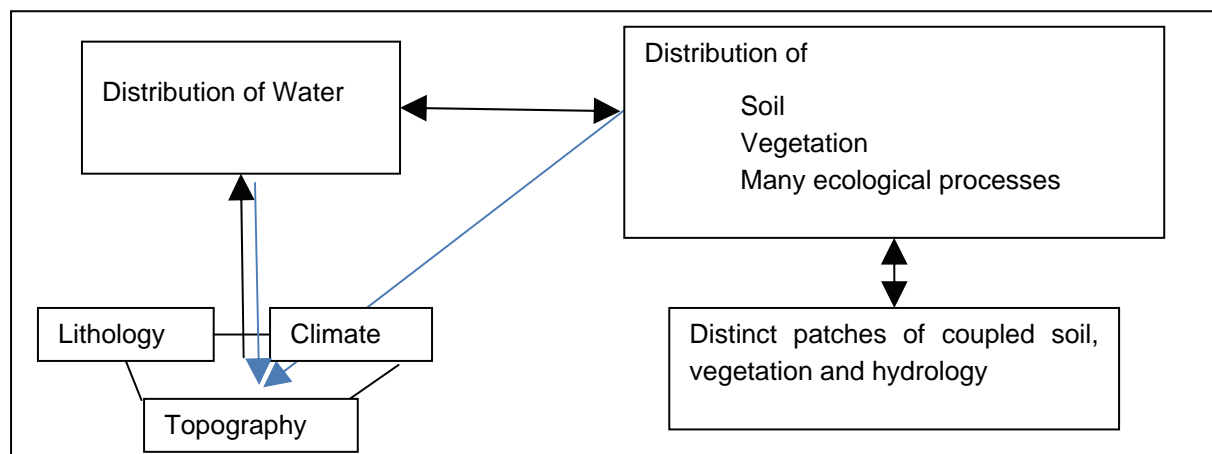 Distribution of Water
Distribution of
Soil
Vegetation
Many ecological processes
Lithology
Climate
Topography
Distinct patches of coupled soil,
vegetation and hydrology